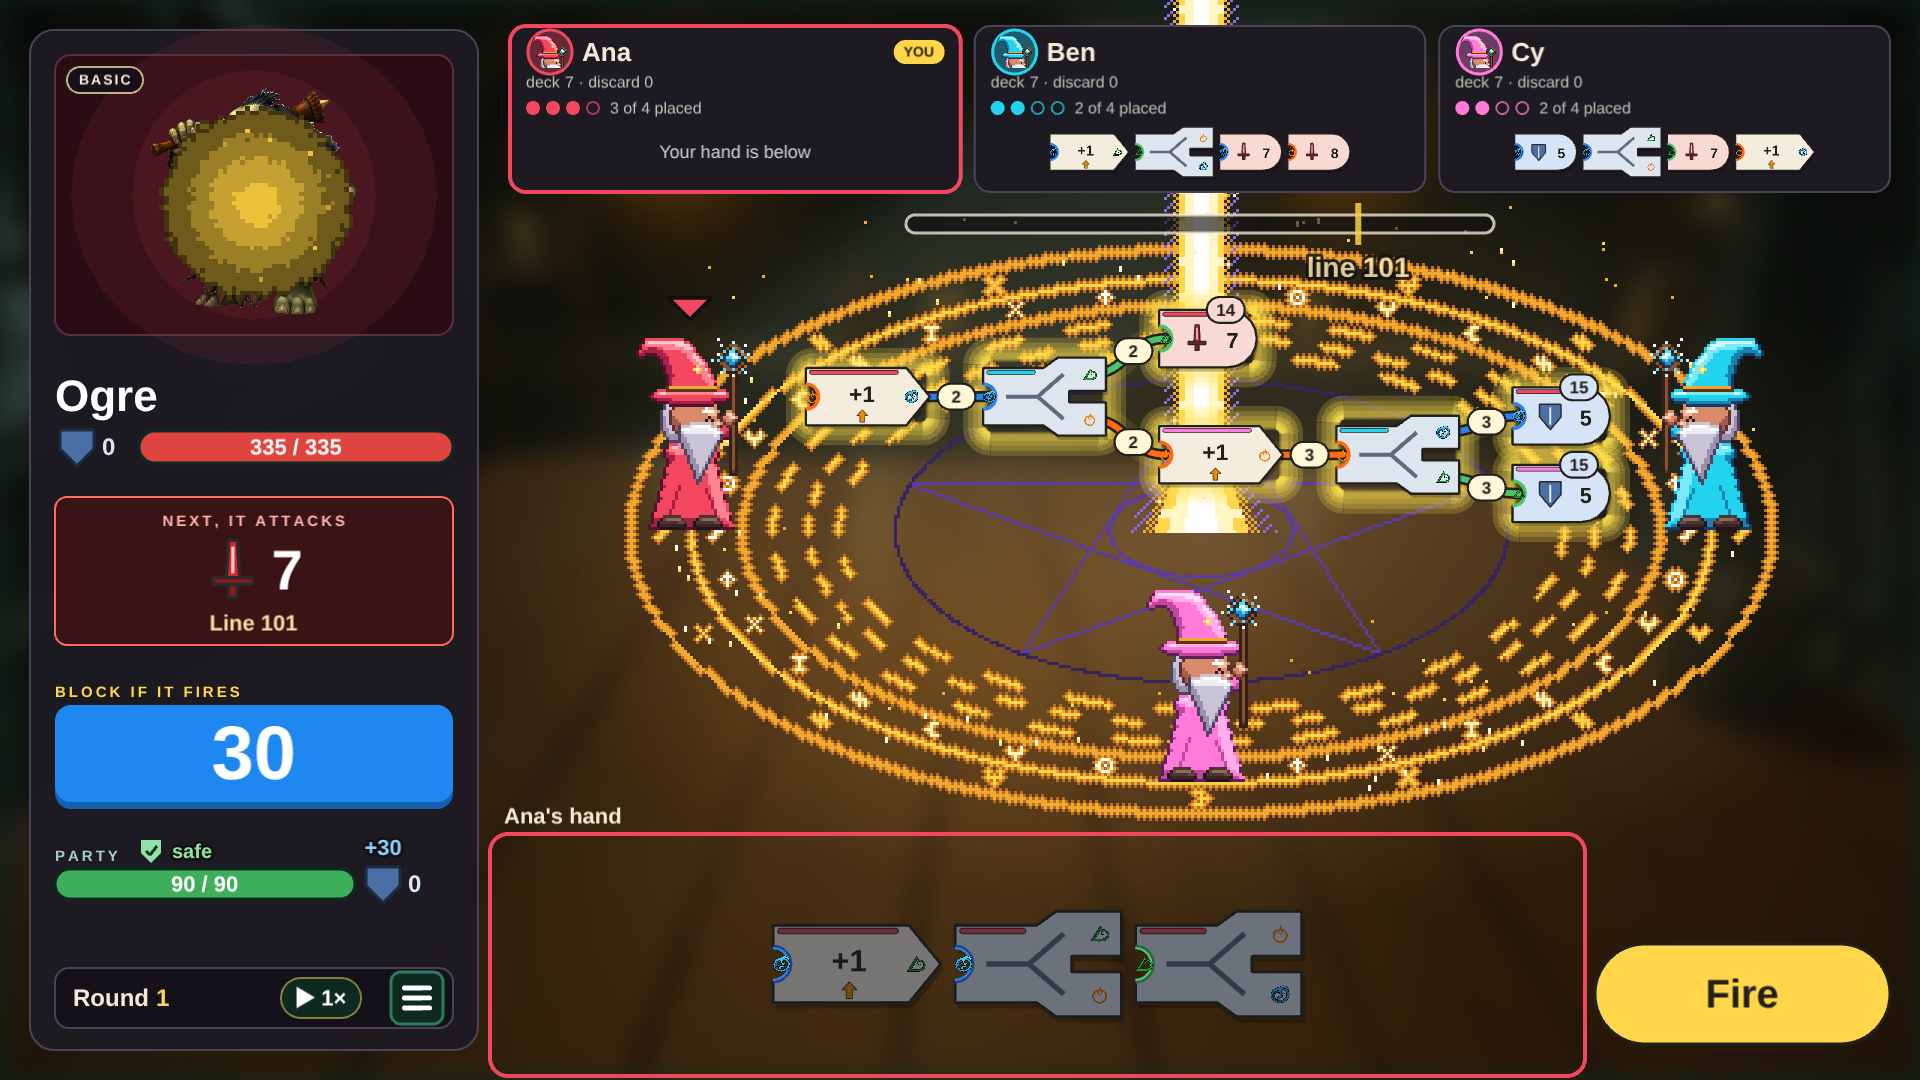 BASIC
Ogre
0
335 / 335
NEXT, IT ATTACKS
7
Line 101
BLOCK IF IT FIRES
30
PARTY
safe
+30
90 / 90
0
Round 1
1×
Ana
YOU
deck 7 · discard 0
3 of 4 placed
Your hand is below
Ben
deck 7 · discard 0
2 of 4 placed
+1
7
8
Cy
deck 7 · discard 0
2 of 4 placed
5
7
+1
line 101
14
7
2
+1
2
2
+1
3
3
15
5
3
15
5
Ana's hand
+1
Fire